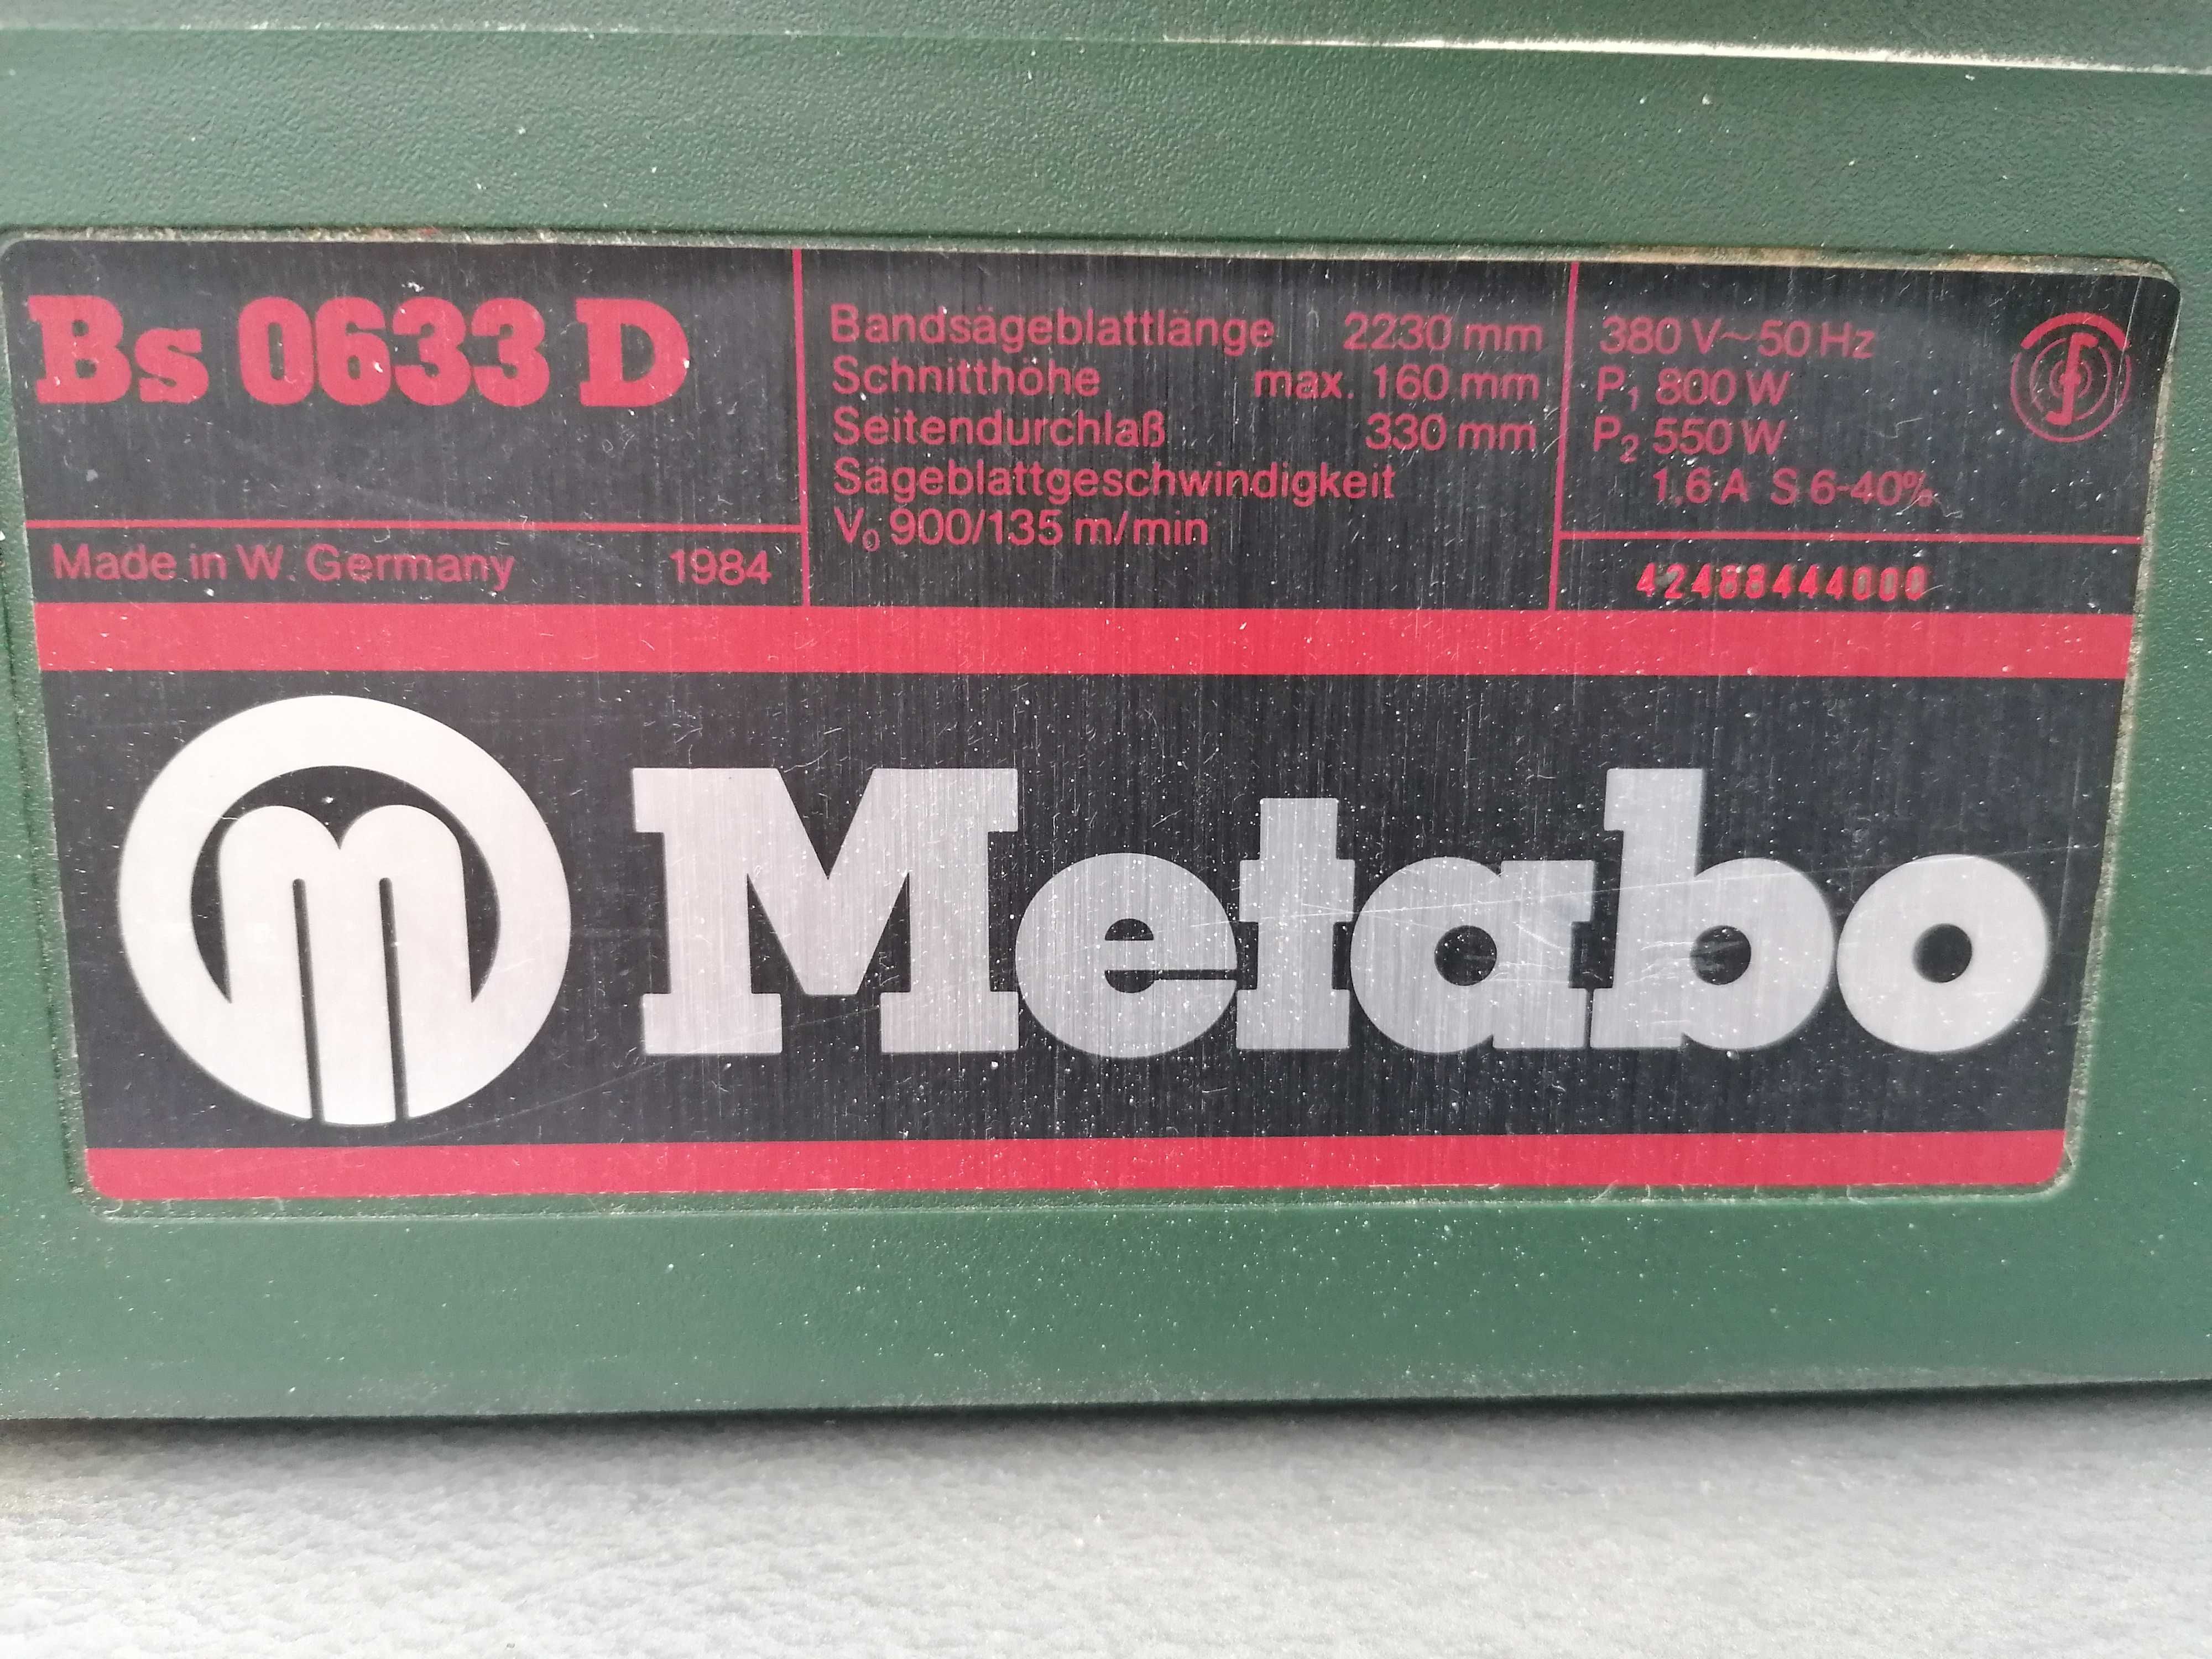 Bs 0633 D
Made in W. Germany 1984
Bandsägeblattlänge 2230 mm
Schnitthöhe max. 160 mm
Seitendurchlaß 330 mm
Sägeblattgeschwindigkeit
V₀ 900/135 m/min
380 V~50 Hz
P₁ 800 W
P₂ 550 W
1,6 A S 6-40%
42488444000
m Metabo